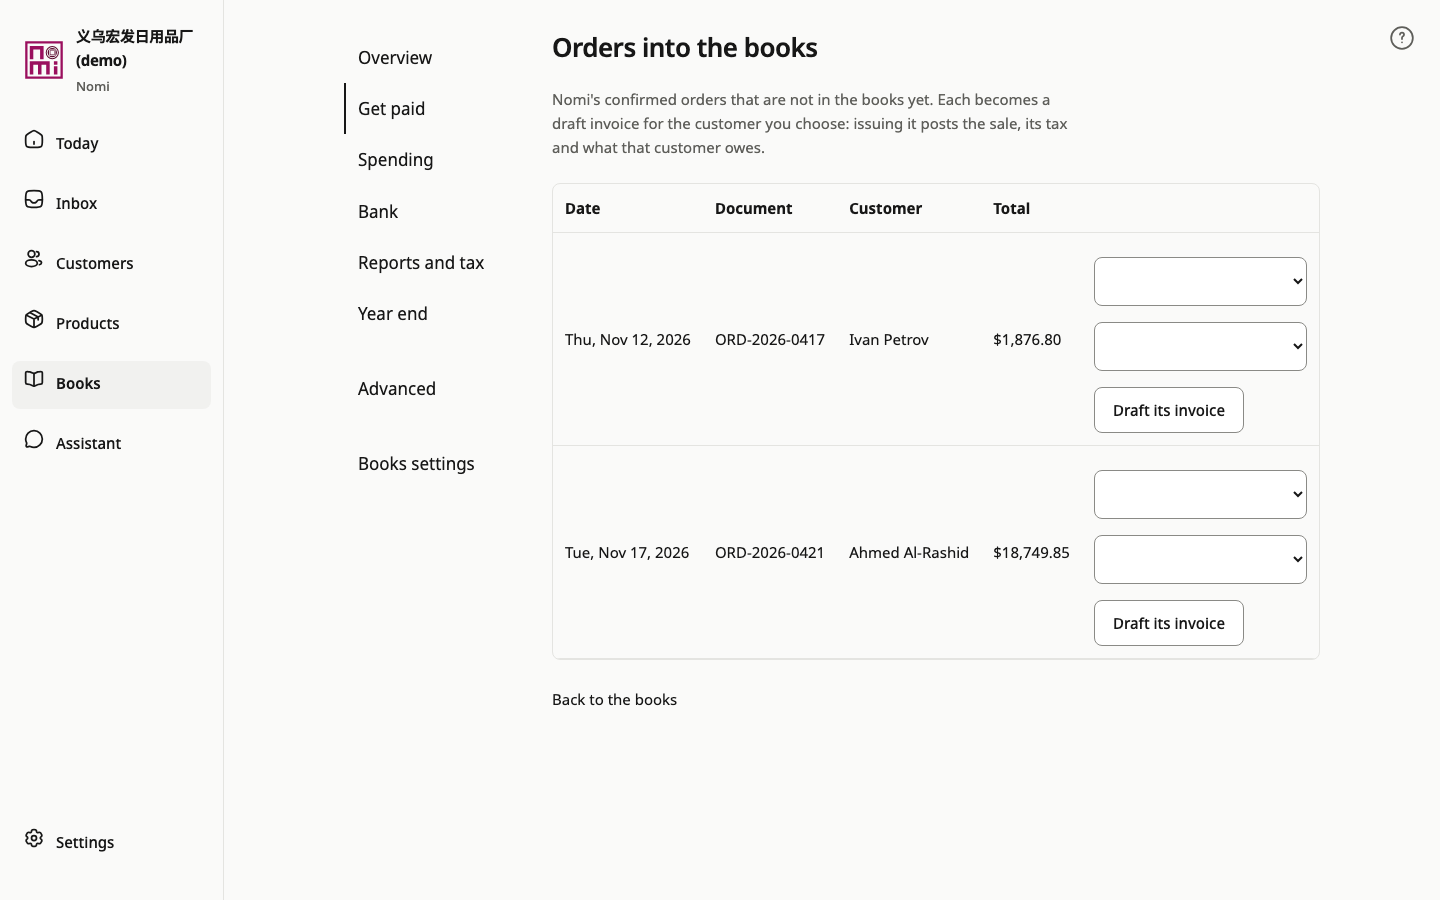 义乌宏发日用品厂
(demo)
Nomi
Today
Inbox
Customers
Products
Books
Assistant
Settings
Overview
Get paid
Spending
Bank
Reports and tax
Year end
Advanced
Books settings
Orders into the books
Nomi's confirmed orders that are not in the books yet. Each becomes a
draft invoice for the customer you choose: issuing it posts the sale, its tax
and what that customer owes.
Date Document Customer Total
Thu, Nov 12, 2026 ORD-2026-0417 Ivan Petrov $1,876.80
Draft its invoice
Tue, Nov 17, 2026 ORD-2026-0421 Ahmed Al-Rashid $18,749.85
Draft its invoice
Back to the books